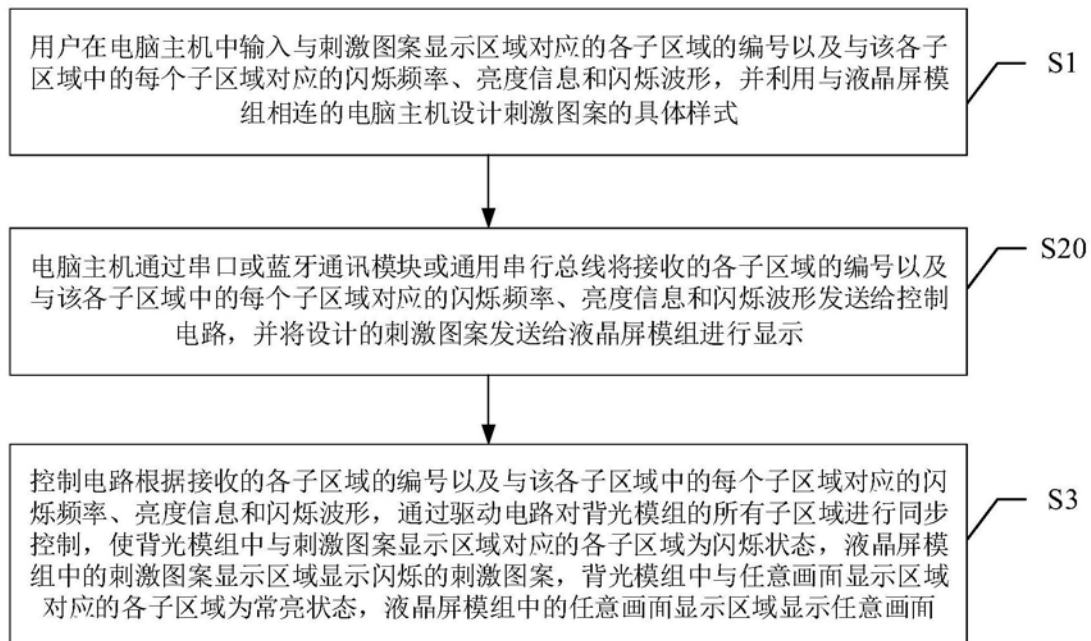 用户在电脑主机中输入与刺激图案显示区域对应的各子区域的编号以及与该各子
区域中的每个子区域对应的闪烁频率、亮度信息和闪烁波形，并利用与液晶屏模
组相连的电脑主机设计刺激图案的具体样式
S1
电脑主机通过串口或蓝牙通讯模块或通用串行总线将接收的各子区域的编号以及
与该各子区域中的每个子区域对应的闪烁频率、亮度信息和闪烁波形发送给控制
电路，并将设计的刺激图案发送给液晶屏模组进行显示
S20
控制电路根据接收的各子区域的编号以及与该各子区域中的每个子区域对应的闪
烁频率、亮度信息和闪烁波形，通过驱动电路对背光模组的所有子区域进行同步
控制，使背光模组中与刺激图案显示区域对应的各子区域为闪烁状态，液晶屏模
组中的刺激图案显示区域显示闪烁的刺激图案，背光模组中与任意画面显示区域
对应的各子区域为常亮状态，液晶屏模组中的任意画面显示区域显示任意画面
S3